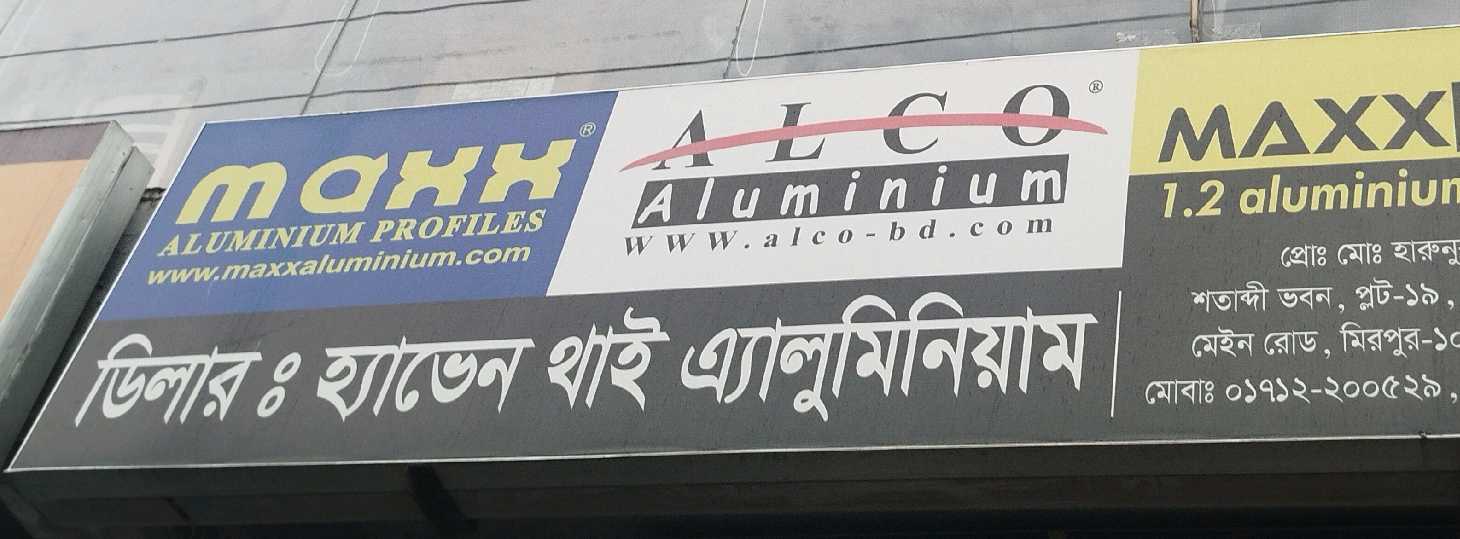 maxx®
ALUMINIUM PROFILES
www.maxxaluminium.com
ALCO®
Aluminium
www.alco-bd.com
MAXX
1.2 aluminium
ডিলার : হ্যাভেন থাই এ্যালুমিনিয়াম
প্রোঃ মোঃ
শতাব্দী ভবন, প্লট-১৯,
মেইন রোড, মিরপুর-১০
মোবাঃ ০১৭১২-২০০৫২৯,